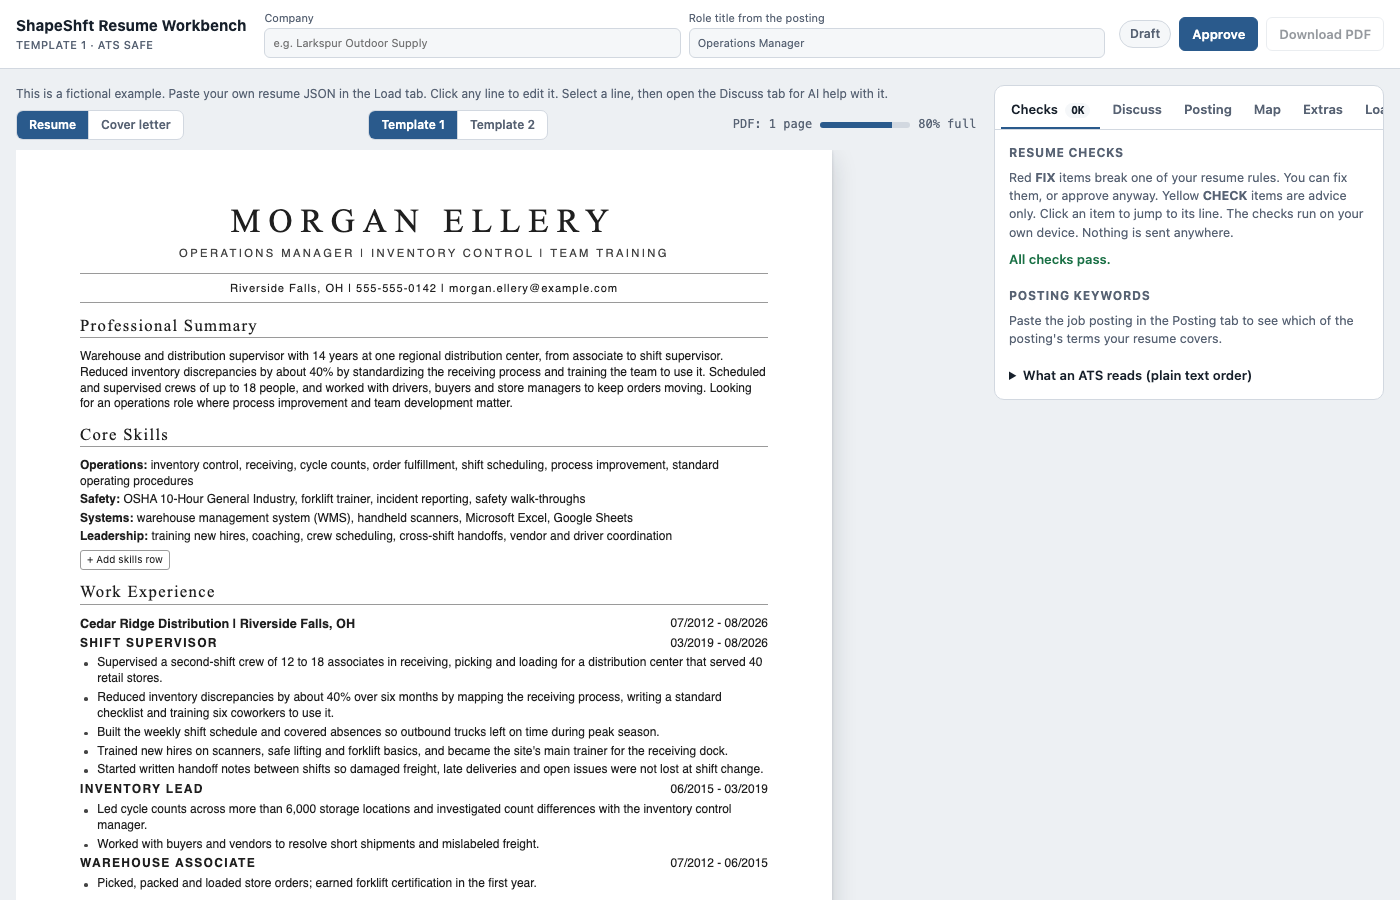 ShapeShft Resume Workbench
TEMPLATE 1 · ATS SAFE
Company
e.g. Larkspur Outdoor Supply
Role title from the posting
Operations Manager
Draft
Approve
Download PDF
This is a fictional example. Paste your own resume JSON in the Load tab. Click any line to edit it. Select a line, then open the Discuss tab for AI help with it.
Resume
Cover letter
Template 1
Template 2
PDF: 1 page
80% full
MORGAN ELLERY
OPERATIONS MANAGER | INVENTORY CONTROL | TEAM TRAINING
Riverside Falls, OH | 555-555-0142 | morgan.ellery@example.com
Professional Summary
Warehouse and distribution supervisor with 14 years at one regional distribution center, from associate to shift supervisor.
Reduced inventory discrepancies by about 40% by standardizing the receiving process and training the team to use it. Scheduled
and supervised crews of up to 18 people, and worked with drivers, buyers and store managers to keep orders moving. Looking
for an operations role where process improvement and team development matter.
Core Skills
Operations: inventory control, receiving, cycle counts, order fulfillment, shift scheduling, process improvement, standard
operating procedures
Safety: OSHA 10-Hour General Industry, forklift trainer, incident reporting, safety walk-throughs
Systems: warehouse management system (WMS), handheld scanners, Microsoft Excel, Google Sheets
Leadership: training new hires, coaching, crew scheduling, cross-shift handoffs, vendor and driver coordination
+ Add skills row
Work Experience
Cedar Ridge Distribution | Riverside Falls, OH 07/2012 - 08/2026
SHIFT SUPERVISOR 03/2019 - 08/2026
• Supervised a second-shift crew of 12 to 18 associates in receiving, picking and loading for a distribution center that served 40
retail stores.
• Reduced inventory discrepancies by about 40% over six months by mapping the receiving process, writing a standard
checklist and training six coworkers to use it.
• Built the weekly shift schedule and covered absences so outbound trucks left on time during peak season.
• Trained new hires on scanners, safe lifting and forklift basics, and became the site's main trainer for the receiving dock.
• Started written handoff notes between shifts so damaged freight, late deliveries and open issues were not lost at shift change.
INVENTORY LEAD 06/2015 - 03/2019
• Led cycle counts across more than 6,000 storage locations and investigated count differences with the inventory control
manager.
• Worked with buyers and vendors to resolve short shipments and mislabeled freight.
WAREHOUSE ASSOCIATE 07/2012 - 06/2015
• Picked, packed and loaded store orders; earned forklift certification in the first year.
Checks OK
Discuss
Posting
Map
Extras
RESUME CHECKS
Red FIX items break one of your resume rules. You can fix
them, or approve anyway. Yellow CHECK items are advice
only. Click an item to jump to its line. The checks run on your
own device. Nothing is sent anywhere.
All checks pass.
POSTING KEYWORDS
Paste the job posting in the Posting tab to see which of the
posting's terms your resume covers.
▶ What an ATS reads (plain text order)